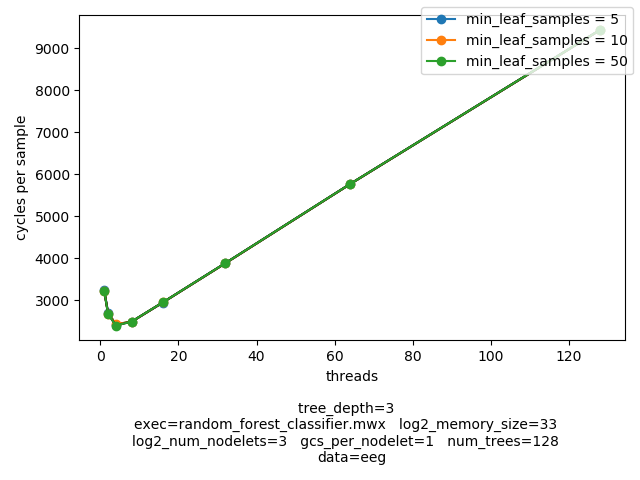 min_leaf_samples = 5
min_leaf_samples = 10
min_leaf_samples = 50
9000
8000
7000
6000
5000
4000
3000
cycles per sample
0 20 40 60 80 100 120
threads
tree_depth=3
exec=random_forest_classifier.mwx log2_memory_size=33
log2_num_nodelets=3 gcs_per_nodelet=1 num_trees=128
data=eeg